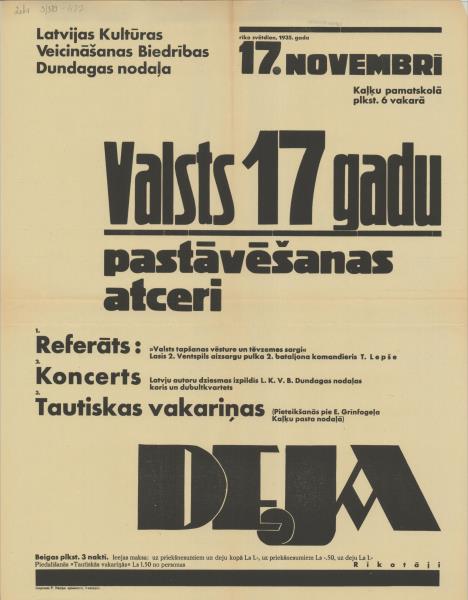 Latvijas Kultūras
Veicināšanas Biedrības
Dundagas nodaļa
rīko svētdien, 1935. gada
17. NOVEMBRĪ
Kaļķu pamatskolā
plkst. 6 vakarā
Valsts 17 gadu
pastāvēšanas
atceri
1.
Referāts: »Valsts tapšanas vēsture un tēvzemes sargi«
Lasīs 2. Ventspils aizsargu pulka 2. bataljona komandieris T. Lepše
2.
Koncerts Latvju autoru dziesmas izpildīs L. K. V. B. Dundagas nodaļas
koris un dubultkvartets
3.
Tautiskas vakariņas (Pieteikšanās pie E. Grinfogeļa
Kaļķu pasta nodaļā)
DEJA
Beigas plkst. 3 naktī. Ieejas maksa: uz priekšnesumiem un deju kopā Ls 1.-, uz priekšnesumiem Ls -.50, uz deju Ls 1.-
Piedalīšanās »Tautiskās vakariņās« Ls 1.50 no personas
Rīkotāji